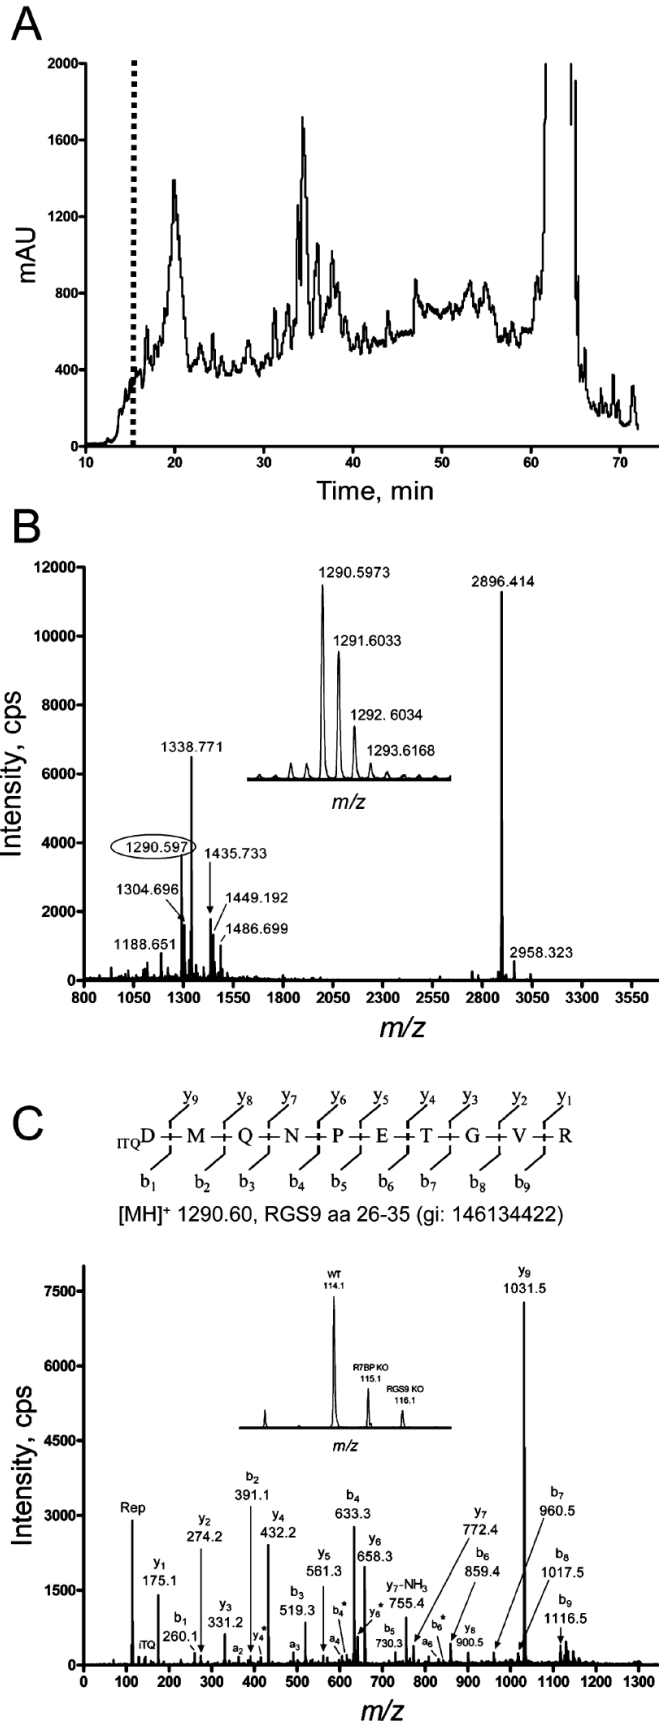 A
2000
1600
1200
800
400
0
mAU
10 20 30 40 50 60 70
Time, min
B
12000
10000
8000
6000
4000
2000
0
Intensity, cps
1290.5973
1291.6033
1292. 6034
1293.6168
m/z
2896.414
1338.771
1290.597
1435.733
1304.696
1449.192
1486.699
1188.651
2958.323
800 1050 1300 1550 1800 2050 2300 2550 2800 3050 3300 3550
m/z
C
y9 y8 y7 y6 y5 y4 y3 y2 y1
ITQD M Q N P E T G V R
b1 b2 b3 b4 b5 b6 b7 b8 b9
[MH]+ 1290.60, RGS9 aa 26-35 (gi: 146134422)
7500
6000
4500
3000
1500
0
Intensity, cps
WT
114.1
R7BP KO
115.1
RGS9 KO
116.1
m/z
y9
1031.5
Rep
y1
175.1
iTQ
b1
260.1
y2
274.2
y3
331.2
a2
b2
391.1
y4*
y4
432.2
a3
b3
519.3
y5
561.3
a4
b4*
b4
633.3
y6*
y6
658.3
b5
730.3
y7-NH3
755.4
y7
772.4
a6
b6*
b6
859.4
y8
900.5
b7
960.5
b8
1017.5
b9
1116.5
0 100 200 300 400 500 600 700 800 900 1000 1100 1200 1300
m/z